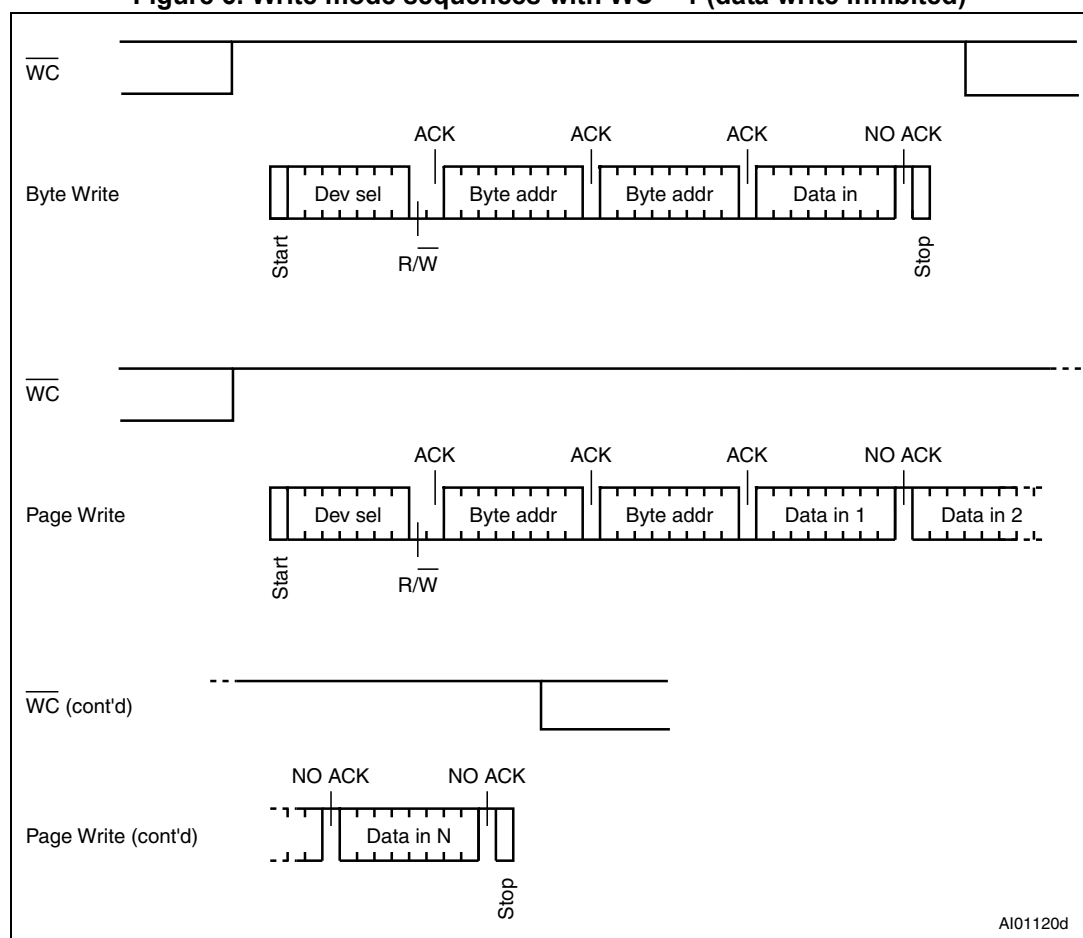 WC
ACK ACK ACK NO ACK
Byte Write Dev sel Byte addr Byte addr Data in
Start R/W Stop
WC
ACK ACK ACK NO ACK
Page Write Dev sel Byte addr Byte addr Data in 1 Data in 2
Start R/W
WC (cont'd)
NO ACK NO ACK
Page Write (cont'd) Data in N
Stop
AI01120d